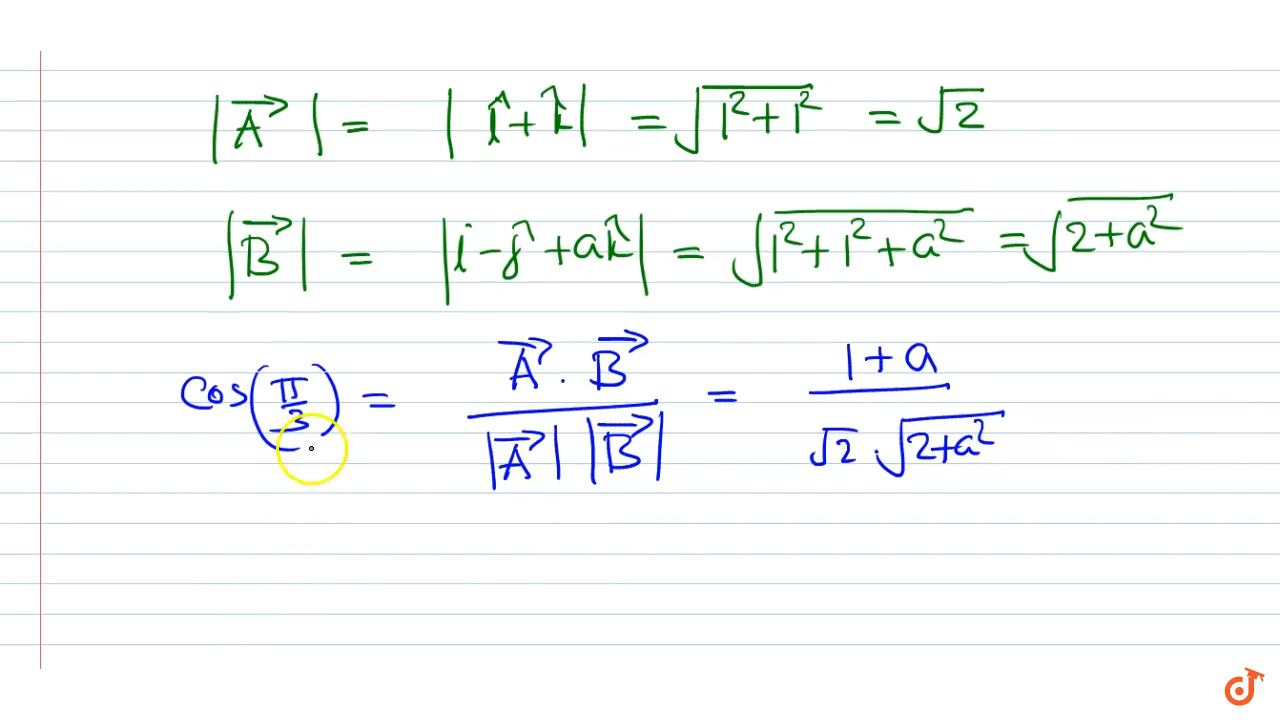 |A⃗| = |î+k̂| = √(1²+1²) = √2
|B⃗| = |i-ĵ+ak̂| = √(1²+1²+a²) = √(2+a²)
cos(π/3) = (A⃗ . B⃗)/(|A⃗| |B⃗|) = (1+a)/(√2 . √(2+a²))